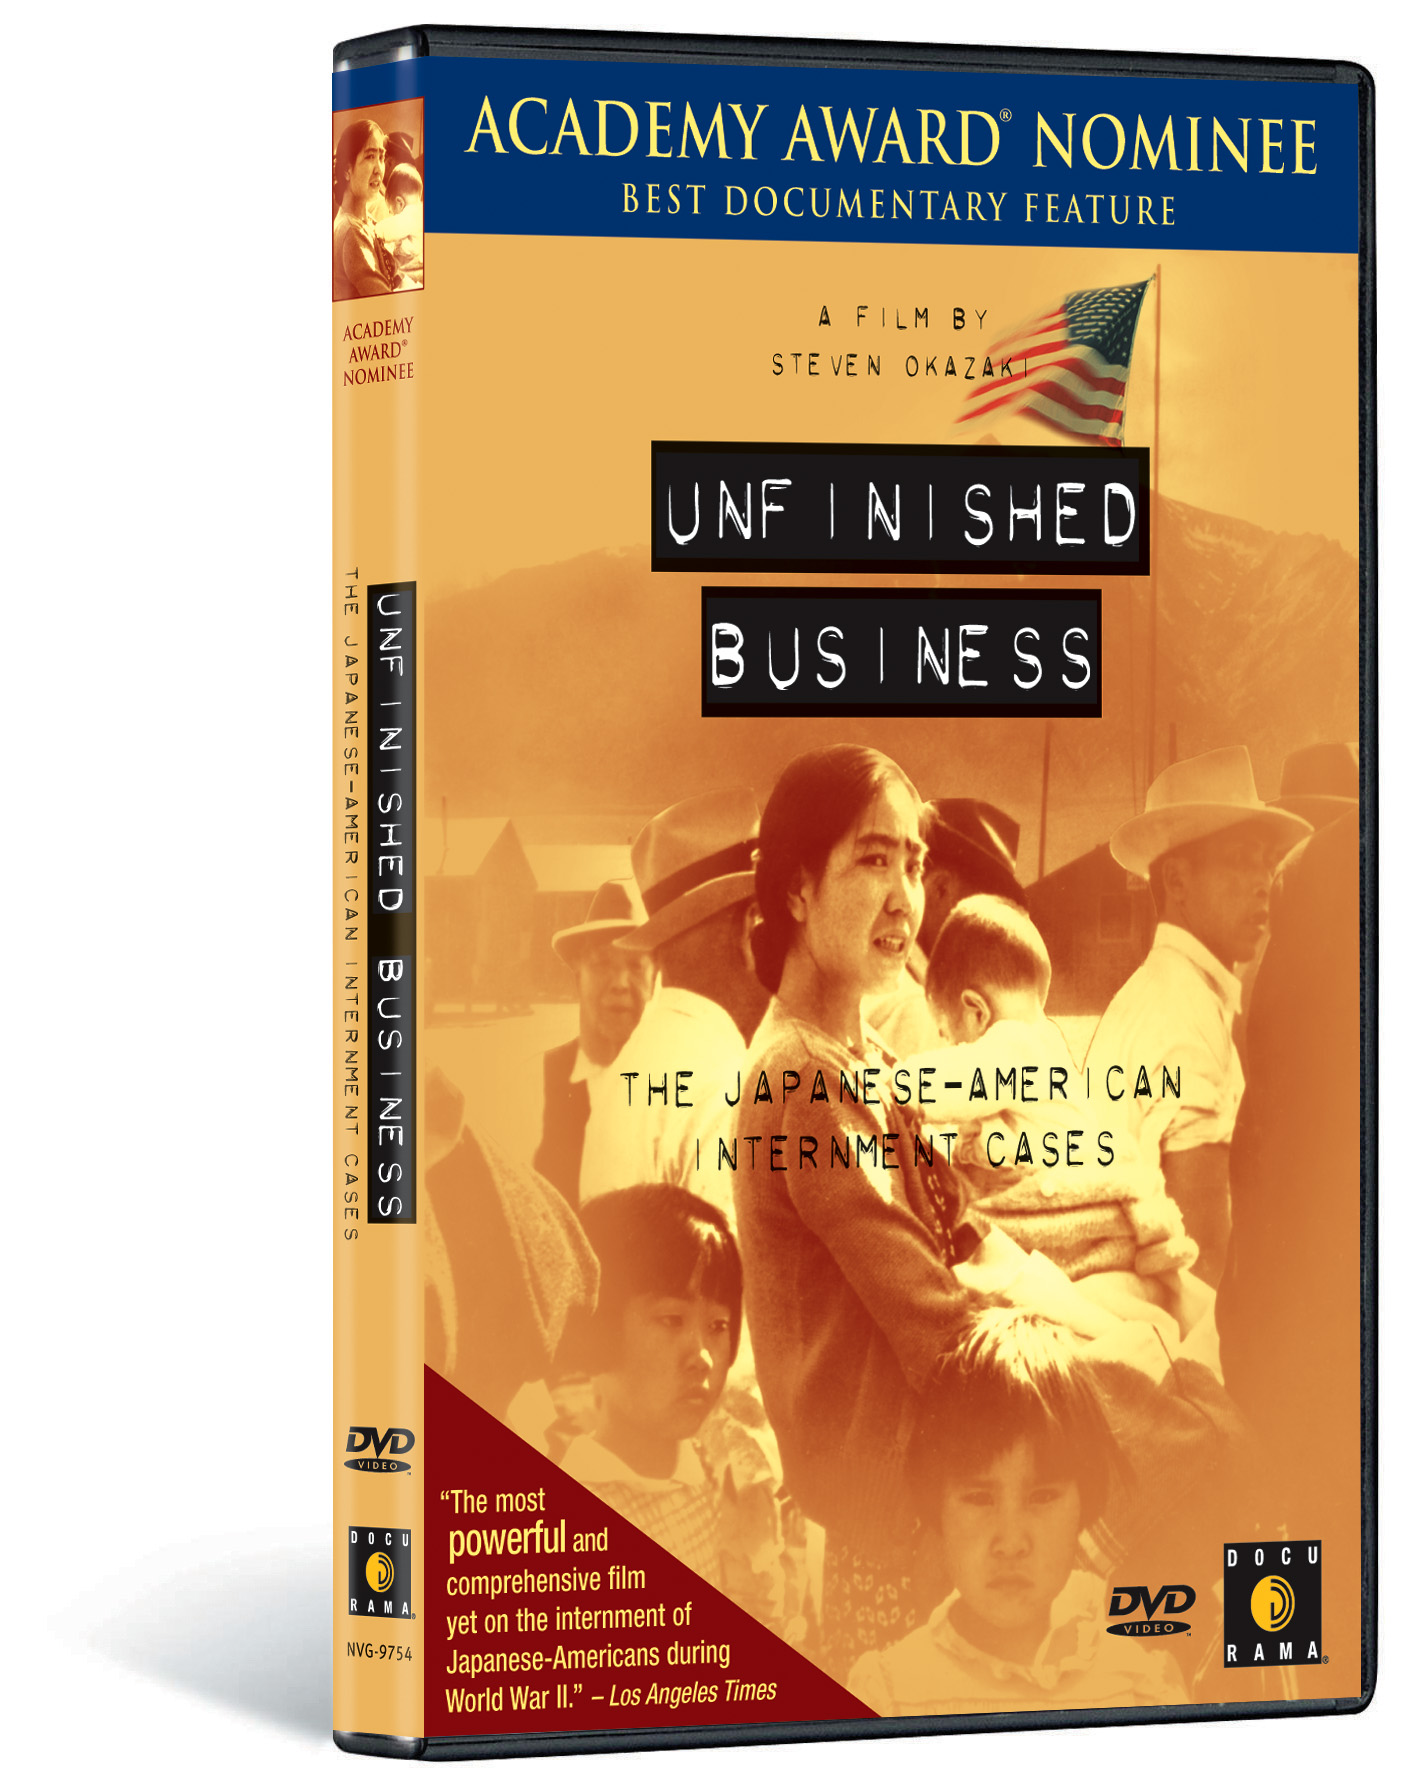 ACADEMY AWARD® NOMINEE
BEST DOCUMENTARY FEATURE
A FILM BY
STEVEN OKAZAKI
UNFINISHED
BUSINESS
THE JAPANESE-AMERICAN
INTERNMENT CASES
“The most
powerful and
comprehensive film
yet on the internment of
Japanese-Americans during
World War II.” – Los Angeles Times
DVD
VIDEO™
DOCU
RAMA®
ACADEMY
AWARD®
NOMINEE
UNFINISHED BUSINESS
THE JAPANESE-AMERICAN INTERNMENT CASES
DVD
VIDEO™
DOCU
RAMA®
NVG-9754